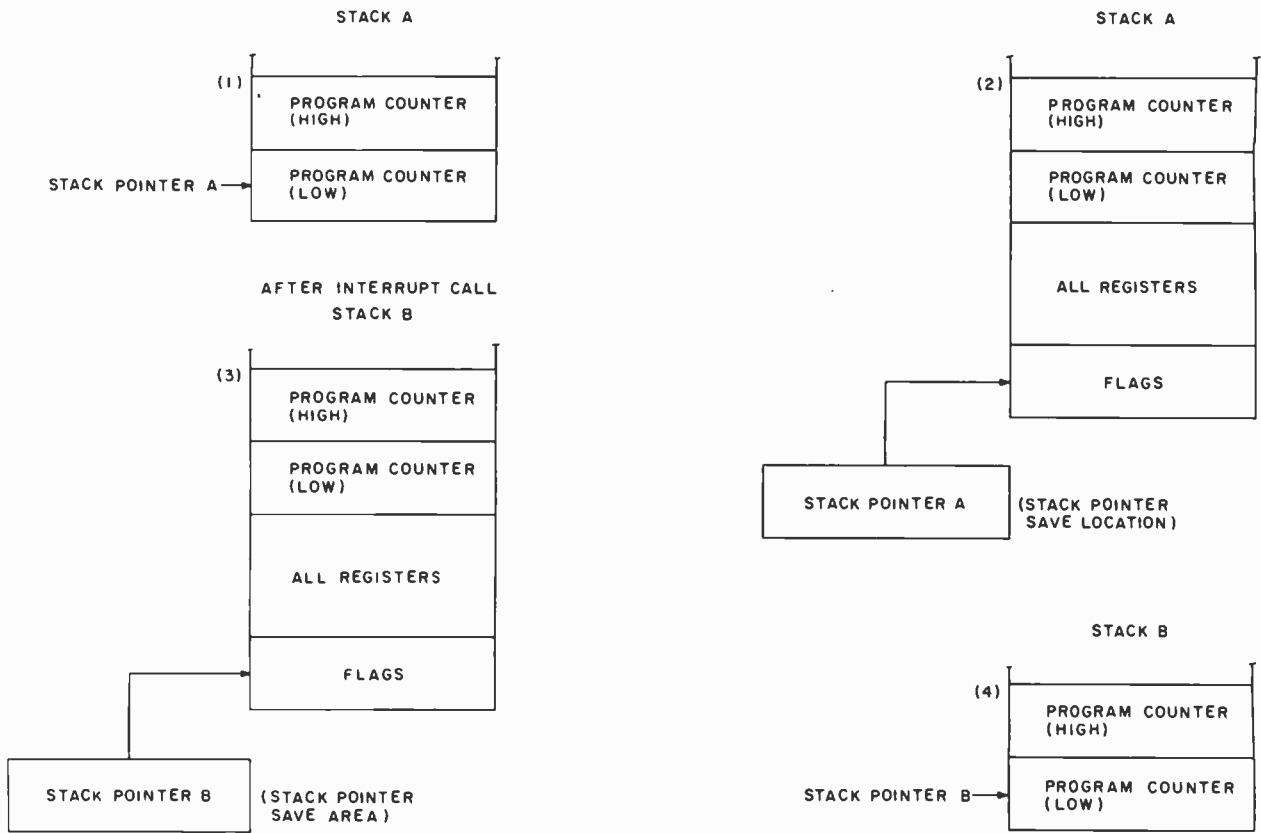 STACK A
(1)
PROGRAM COUNTER
(HIGH)
STACK POINTER A
PROGRAM COUNTER
(LOW)
AFTER INTERRUPT CALL
STACK B
(3)
PROGRAM COUNTER
(HIGH)
PROGRAM COUNTER
(LOW)
ALL REGISTERS
FLAGS
STACK POINTER B
(STACK POINTER
SAVE AREA)
STACK A
(2)
PROGRAM COUNTER
(HIGH)
PROGRAM COUNTER
(LOW)
ALL REGISTERS
FLAGS
STACK POINTER A
(STACK POINTER
SAVE LOCATION)
STACK B
(4)
PROGRAM COUNTER
(HIGH)
STACK POINTER B
PROGRAM COUNTER
(LOW)